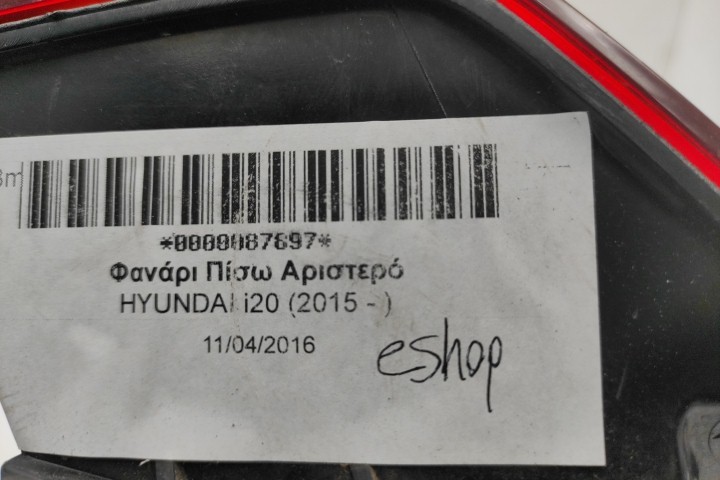 *0000087697*
Φανάρι Πίσω Αριστερό
HYUNDAI i20 (2015 - )
11/04/2016
eshop